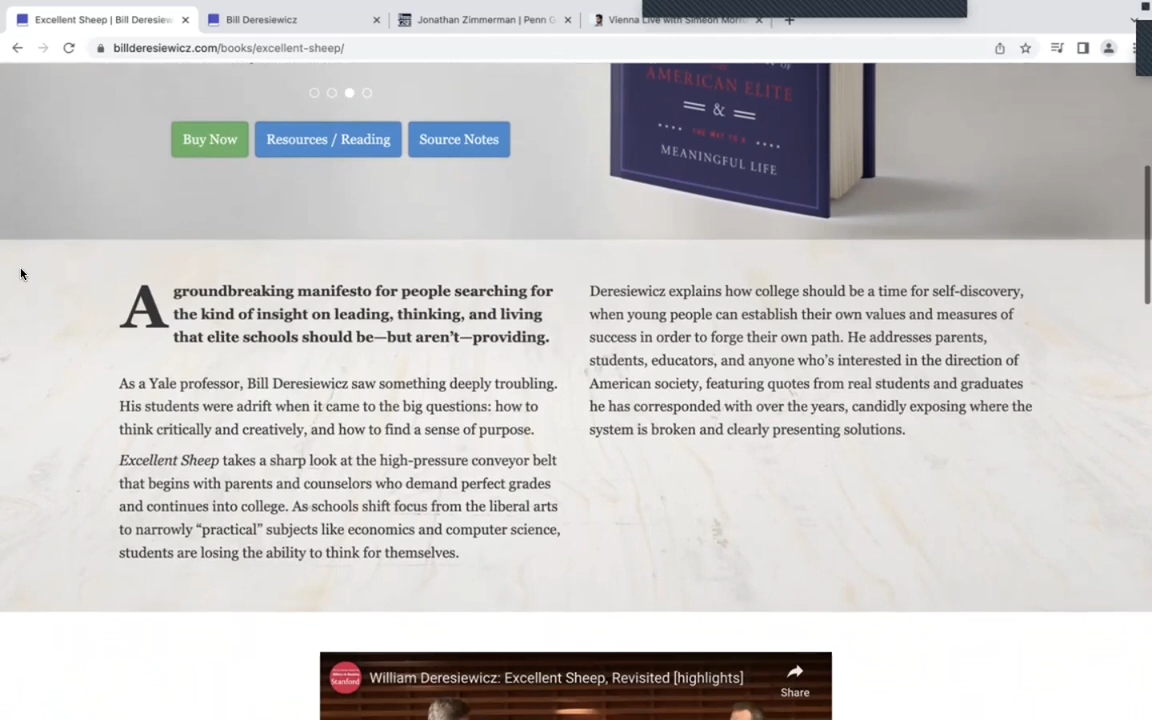 Excellent Sheep | Bill Deresiew
Bill Deresiewicz
Jonathan Zimmerman | Penn G
Vienna Live with Simeon Morr
billderesiewicz.com/books/excellent-sheep/
OF
AMERICAN ELITE
&
THE WAY TO A
MEANINGFUL LIFE
Buy Now
Resources / Reading
Source Notes
A groundbreaking manifesto for people searching for
the kind of insight on leading, thinking, and living
that elite schools should be—but aren't—providing.
As a Yale professor, Bill Deresiewicz saw something deeply troubling.
His students were adrift when it came to the big questions: how to
think critically and creatively, and how to find a sense of purpose.
Excellent Sheep takes a sharp look at the high-pressure conveyor belt
that begins with parents and counselors who demand perfect grades
and continues into college. As schools shift focus from the liberal arts
to narrowly “practical” subjects like economics and computer science,
students are losing the ability to think for themselves.
Deresiewicz explains how college should be a time for self-discovery,
when young people can establish their own values and measures of
success in order to forge their own path. He addresses parents,
students, educators, and anyone who's interested in the direction of
American society, featuring quotes from real students and graduates
he has corresponded with over the years, candidly exposing where the
system is broken and clearly presenting solutions.
Stanford
William Deresiewicz: Excellent Sheep, Revisited [highlights]
Share